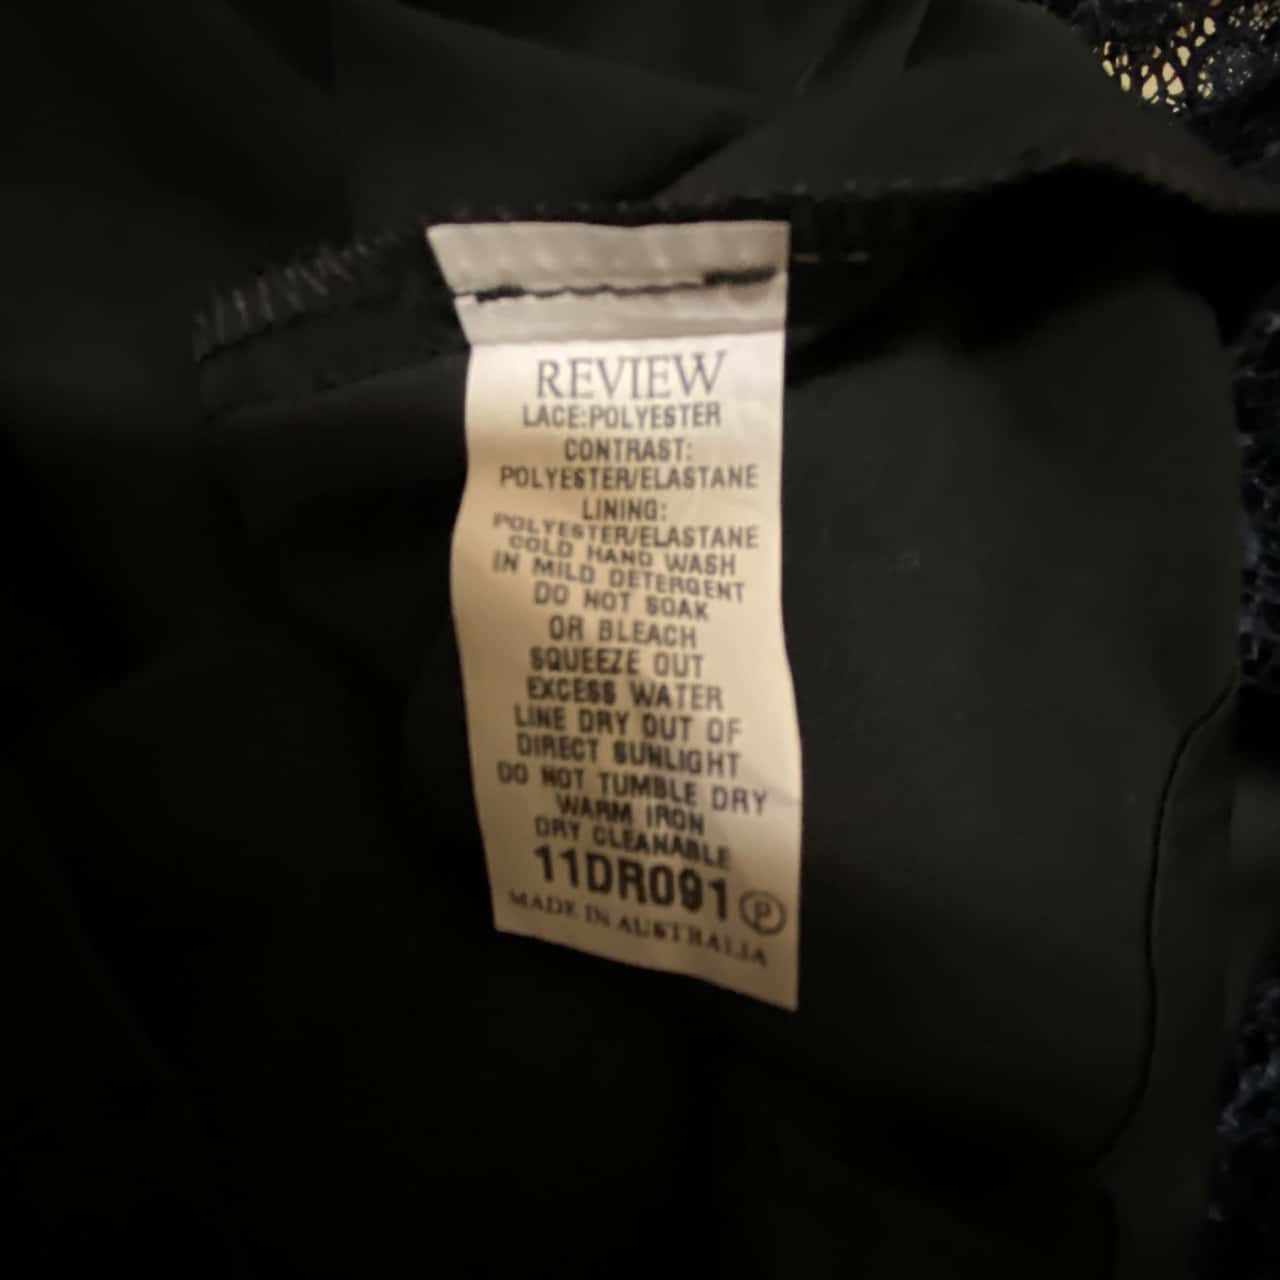 REVIEW
LACE:POLYESTER
CONTRAST:
POLYESTER/ELASTANE
LINING:
POLYESTER/ELASTANE
COLD HAND WASH
IN MILD DETERGENT
DO NOT SOAK
OR BLEACH
SQUEEZE OUT
EXCESS WATER
LINE DRY OUT OF
DIRECT SUNLIGHT
DO NOT TUMBLE DRY
WARM IRON
DRY CLEANABLE
11DR091 Ⓟ
MADE IN AUSTRALIA